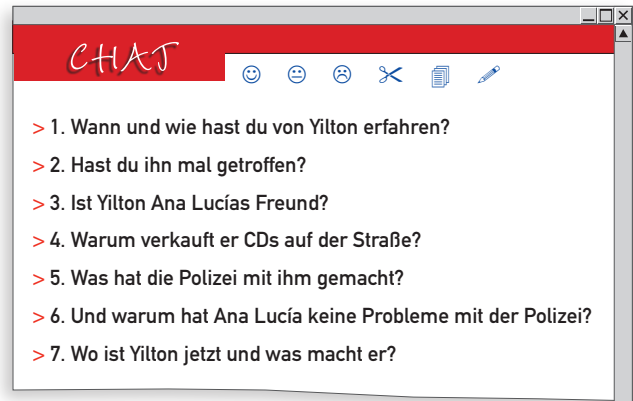 CHAT
> 1. Wann und wie hast du von Yilton erfahren?
> 2. Hast du ihn mal getroffen?
> 3. Ist Yilton Ana Lucías Freund?
> 4. Warum verkauft er CDs auf der Straße?
> 5. Was hat die Polizei mit ihm gemacht?
> 6. Und warum hat Ana Lucía keine Probleme mit der Polizei?
> 7. Wo ist Yilton jetzt und was macht er?